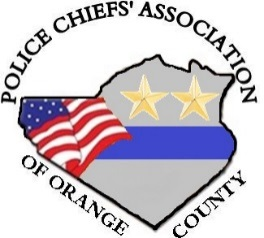 POLICE CHIEFS' ASSOCIATION
OF ORANGE COUNTY